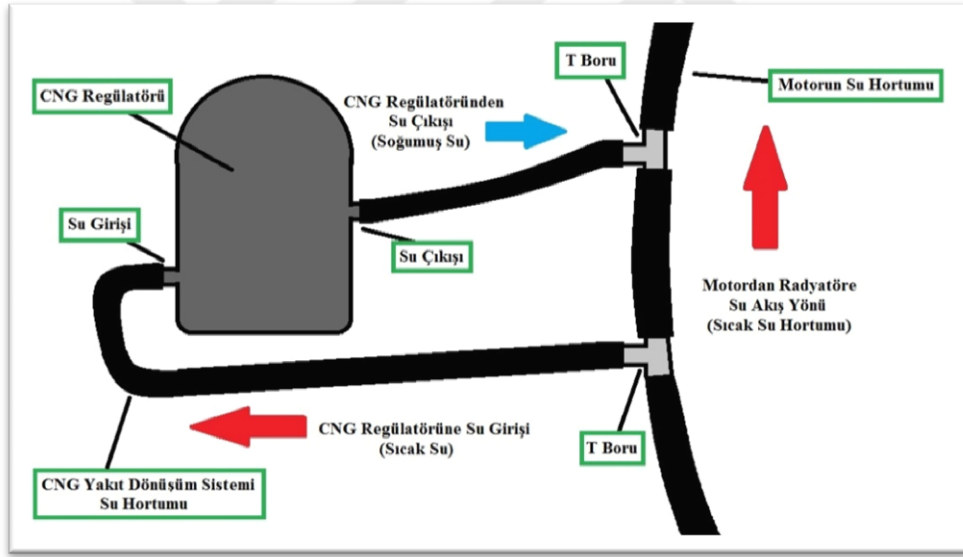 T Boru
Motorun Su Hortumu
CNG Regülatörü
CNG Regülatöründen
Su Çıkışı
(Soğumuş Su)
Su Girişi
Su Çıkışı
Motordan Radyatöre
Su Akış Yönü
(Sıcak Su Hortumu)
CNG Regülatörüne Su Girişi
(Sıcak Su)
T Boru
CNG Yakıt Dönüşüm Sistemi
Su Hortumu